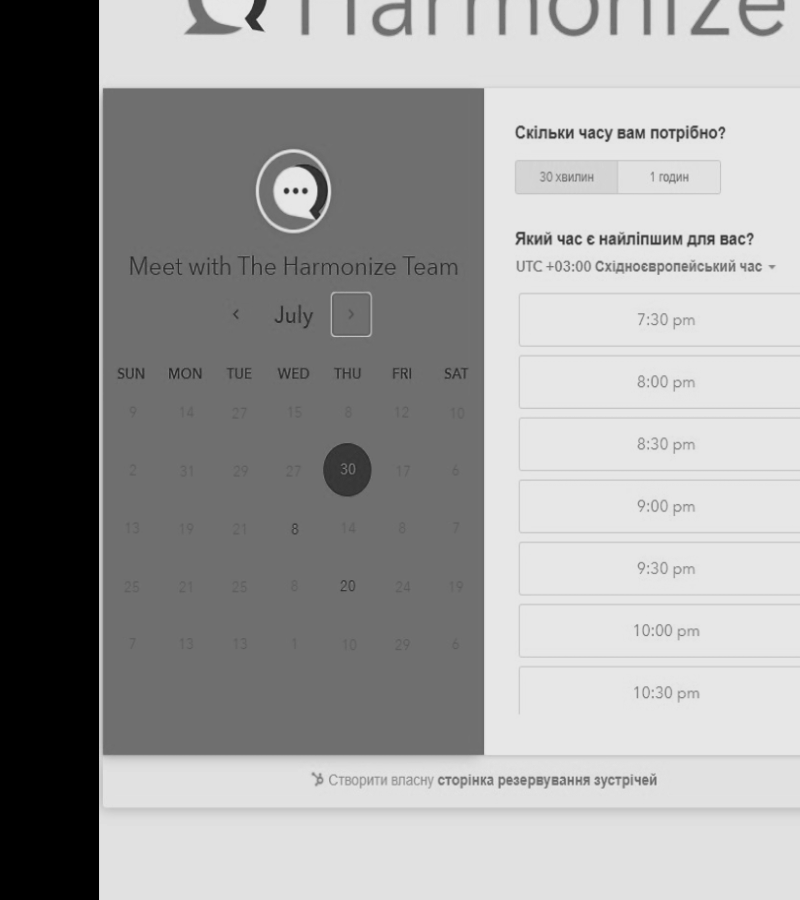 Harmonize
Meet with The Harmonize Team
July
SUN MON TUE WED THU FRI SAT
9 14 27 15 8 12 10
2 31 29 27 30 17 6
13 19 21 8 14 8 7
25 21 25 8 20 24 19
7 13 13 1 10 29 6
Скільки часу вам потрібно?
30 хвилин 1 годин
Який час є найліпшим для вас?
UTC +03:00 Східноєвропейський час
7:30 pm
8:00 pm
8:30 pm
9:00 pm
9:30 pm
10:00 pm
10:30 pm
Створити власну сторінка резервування зустрічей